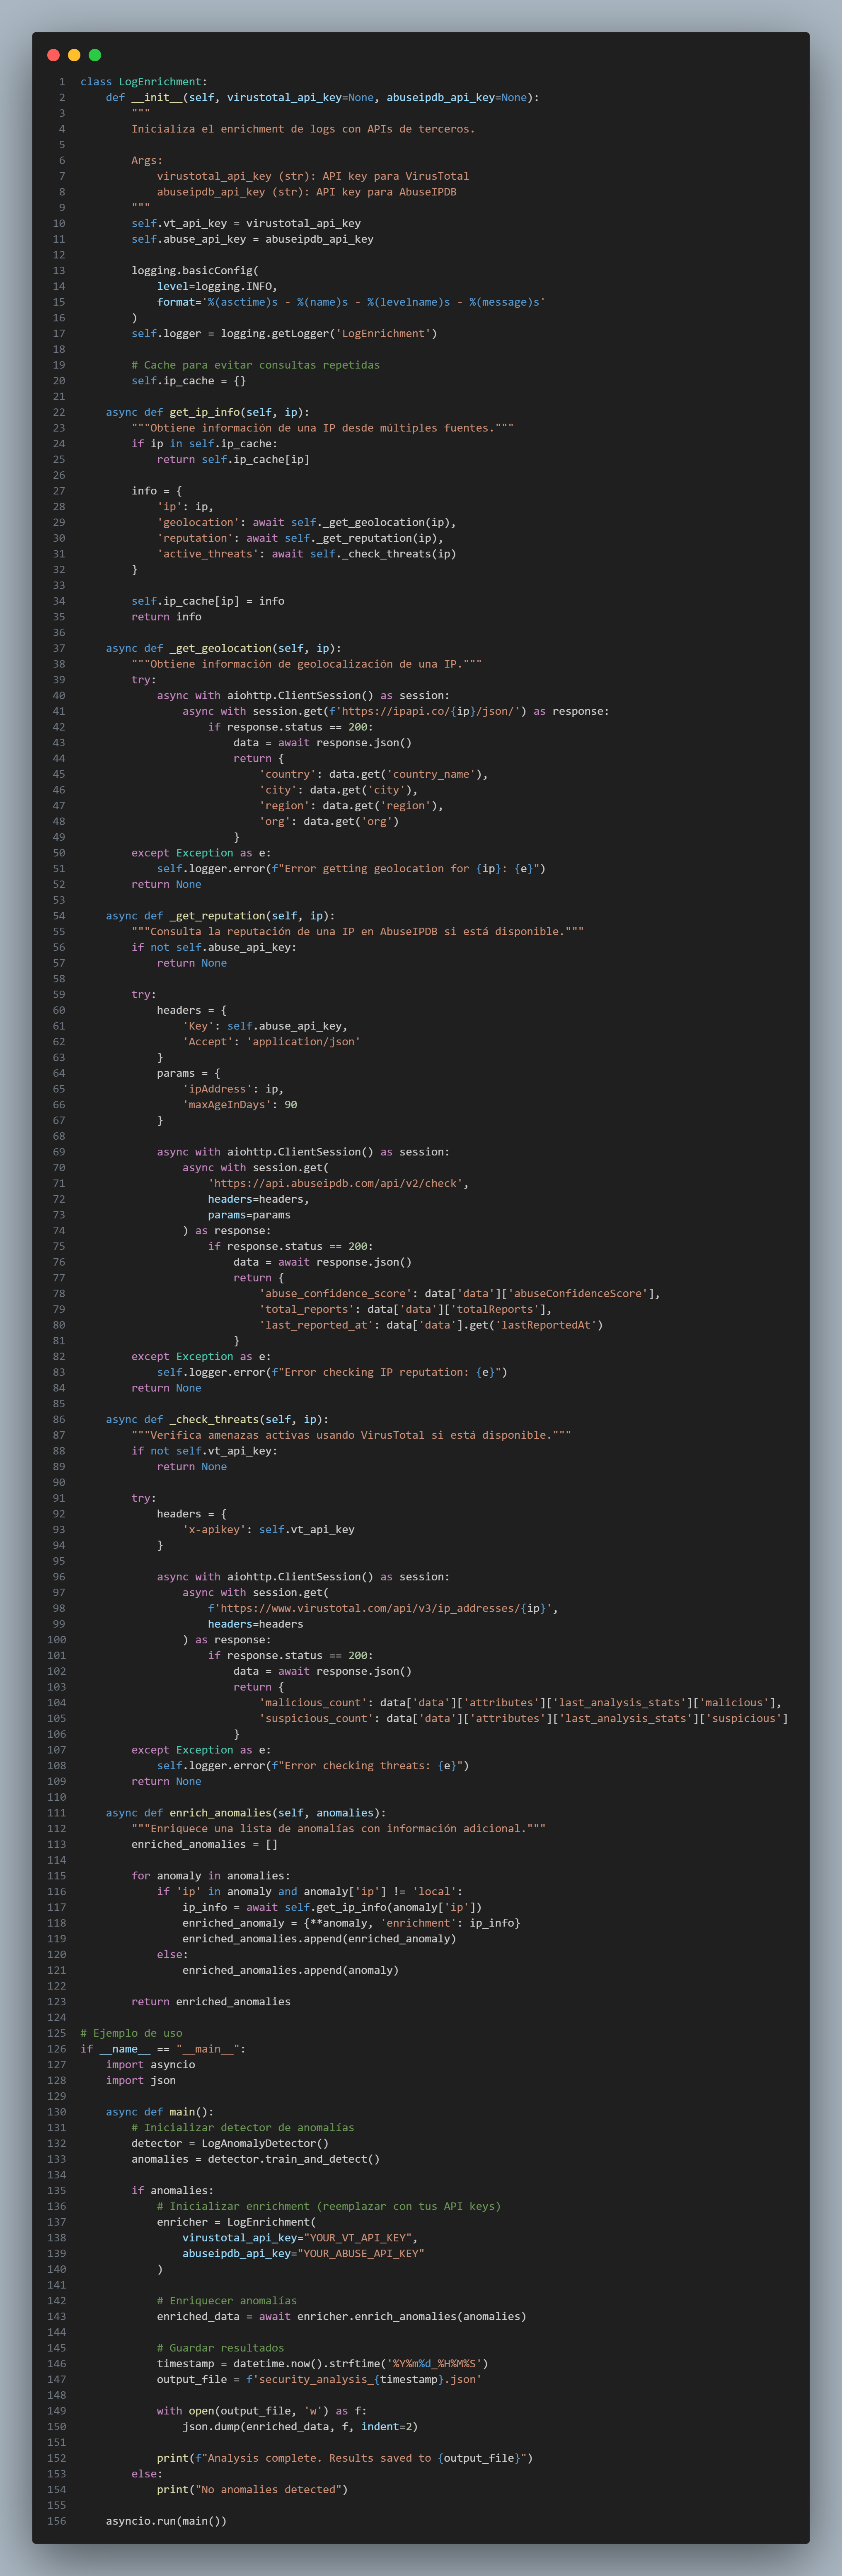 1 class LogEnrichment:
2     def __init__(self, virustotal_api_key=None, abuseipdb_api_key=None):
3         """
4         Inicializa el enrichment de logs con APIs de terceros.
5
6         Args:
7             virustotal_api_key (str): API key para VirusTotal
8             abuseipdb_api_key (str): API key para AbuseIPDB
9         """
10         self.vt_api_key = virustotal_api_key
11         self.abuse_api_key = abuseipdb_api_key
12
13         logging.basicConfig(
14             level=logging.INFO,
15             format='%(asctime)s - %(name)s - %(levelname)s - %(message)s'
16         )
17         self.logger = logging.getLogger('LogEnrichment')
18
19         # Cache para evitar consultas repetidas
20         self.ip_cache = {}
21
22     async def get_ip_info(self, ip):
23         """Obtiene información de una IP desde múltiples fuentes."""
24         if ip in self.ip_cache:
25             return self.ip_cache[ip]
26
27         info = {
28             'ip': ip,
29             'geolocation': await self._get_geolocation(ip),
30             'reputation': await self._get_reputation(ip),
31             'active_threats': await self._check_threats(ip)
32         }
33
34         self.ip_cache[ip] = info
35         return info
36
37     async def _get_geolocation(self, ip):
38         """Obtiene información de geolocalización de una IP."""
39         try:
40             async with aiohttp.ClientSession() as session:
41                 async with session.get(f'https://ipapi.co/{ip}/json/') as response:
42                     if response.status == 200:
43                         data = await response.json()
44                         return {
45                             'country': data.get('country_name'),
46                             'city': data.get('city'),
47                             'region': data.get('region'),
48                             'org': data.get('org')
49                         }
50         except Exception as e:
51             self.logger.error(f"Error getting geolocation for {ip}: {e}")
52         return None
53
54     async def _get_reputation(self, ip):
55         """Consulta la reputación de una IP en AbuseIPDB si está disponible."""
56         if not self.abuse_api_key:
57             return None
58
59         try:
60             headers = {
61                 'Key': self.abuse_api_key,
62                 'Accept': 'application/json'
63             }
64             params = {
65                 'ipAddress': ip,
66                 'maxAgeInDays': 90
67             }
68
69             async with aiohttp.ClientSession() as session:
70                 async with session.get(
71                     'https://api.abuseipdb.com/api/v2/check',
72                     headers=headers,
73                     params=params
74                 ) as response:
75                     if response.status == 200:
76                         data = await response.json()
77                         return {
78                             'abuse_confidence_score': data['data']['abuseConfidenceScore'],
79                             'total_reports': data['data']['totalReports'],
80                             'last_reported_at': data['data'].get('lastReportedAt')
81                         }
82         except Exception as e:
83             self.logger.error(f"Error checking IP reputation: {e}")
84         return None
85
86     async def _check_threats(self, ip):
87         """Verifica amenazas activas usando VirusTotal si está disponible."""
88         if not self.vt_api_key:
89             return None
90
91         try:
92             headers = {
93                 'x-apikey': self.vt_api_key
94             }
95
96             async with aiohttp.ClientSession() as session:
97                 async with session.get(
98                     f'https://www.virustotal.com/api/v3/ip_addresses/{ip}',
99                     headers=headers
100                 ) as response:
101                     if response.status == 200:
102                         data = await response.json()
103                         return {
104                             'malicious_count': data['data']['attributes']['last_analysis_stats']['malicious'],
105                             'suspicious_count': data['data']['attributes']['last_analysis_stats']['suspicious']
106                         }
107         except Exception as e:
108             self.logger.error(f"Error checking threats: {e}")
109         return None
110
111     async def enrich_anomalies(self, anomalies):
112         """Enriquece una lista de anomalías con información adicional."""
113         enriched_anomalies = []
114
115         for anomaly in anomalies:
116             if 'ip' in anomaly and anomaly['ip'] != 'local':
117                 ip_info = await self.get_ip_info(anomaly['ip'])
118                 enriched_anomaly = {**anomaly, 'enrichment': ip_info}
119                 enriched_anomalies.append(enriched_anomaly)
120             else:
121                 enriched_anomalies.append(anomaly)
122
123         return enriched_anomalies
124
125 # Ejemplo de uso
126 if __name__ == "__main__":
127     import asyncio
128     import json
129
130     async def main():
131         # Inicializar detector de anomalías
132         detector = LogAnomalyDetector()
133         anomalies = detector.train_and_detect()
134
135         if anomalies:
136             # Inicializar enrichment (reemplazar con tus API keys)
137             enricher = LogEnrichment(
138                 virustotal_api_key="YOUR_VT_API_KEY",
139                 abuseipdb_api_key="YOUR_ABUSE_API_KEY"
140             )
141
142             # Enriquecer anomalías
143             enriched_data = await enricher.enrich_anomalies(anomalies)
144
145             # Guardar resultados
146             timestamp = datetime.now().strftime('%Y%m%d_%H%M%S')
147             output_file = f'security_analysis_{timestamp}.json'
148
149             with open(output_file, 'w') as f:
150                 json.dump(enriched_data, f, indent=2)
151
152             print(f"Analysis complete. Results saved to {output_file}")
153         else:
154             print("No anomalies detected")
155
156     asyncio.run(main())